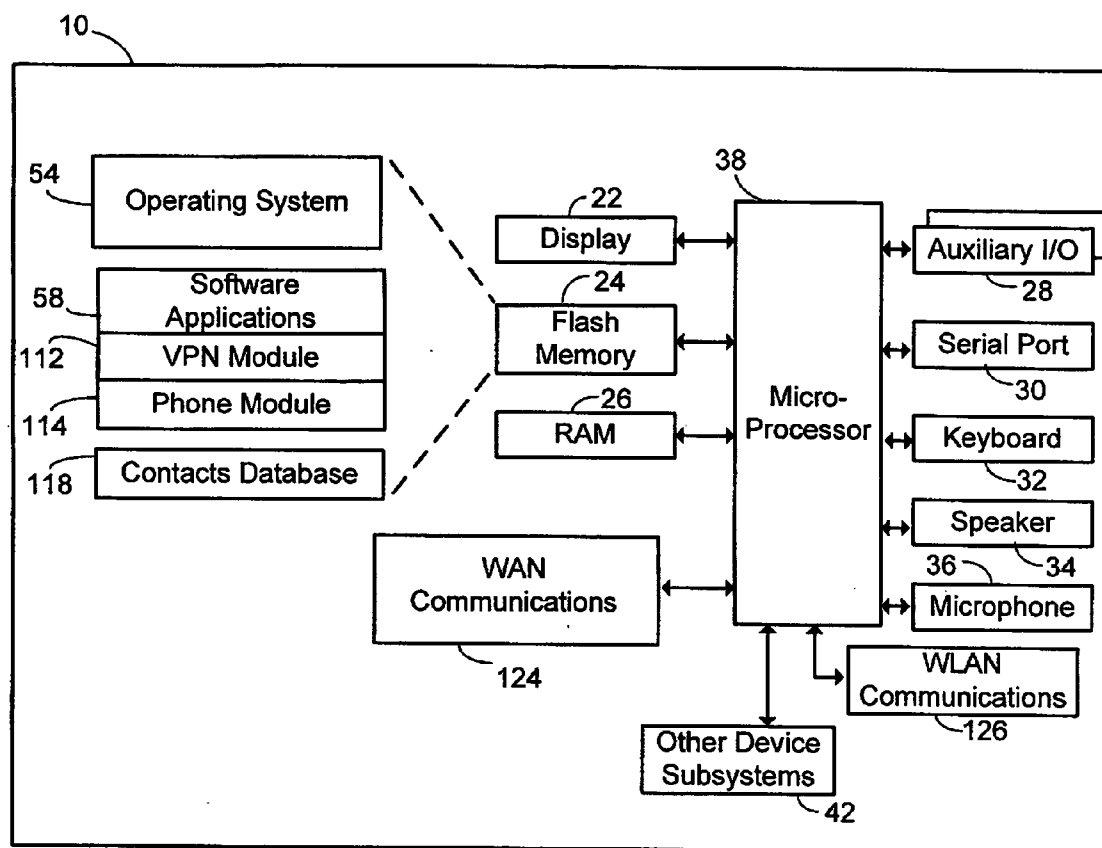 10
54
Operating System
58
Software
Applications
112
VPN Module
114
Phone Module
118
Contacts Database
22
Display
24
Flash
Memory
26
RAM
WAN
Communications
124
38
Micro-
Processor
Auxiliary I/O
28
Serial Port
30
Keyboard
32
Speaker
34
36
Microphone
WLAN
Communications
126
Other Device
Subsystems
42